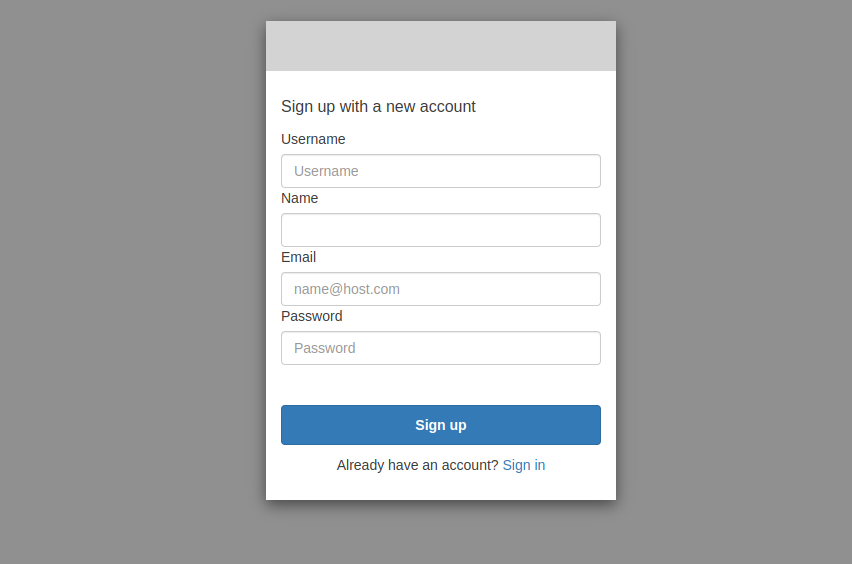 Sign up with a new account
Username
Username
Name
Email
name@host.com
Password
Password
Sign up
Already have an account? Sign in